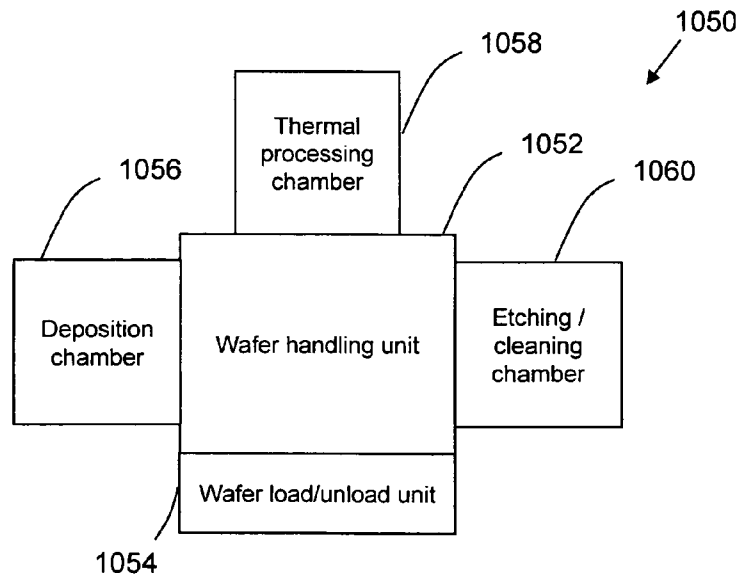 1050
1058
Thermal
processing
chamber
1052
1056
1060
Deposition
chamber
Wafer handling unit
Etching /
cleaning
chamber
Wafer load/unload unit
1054